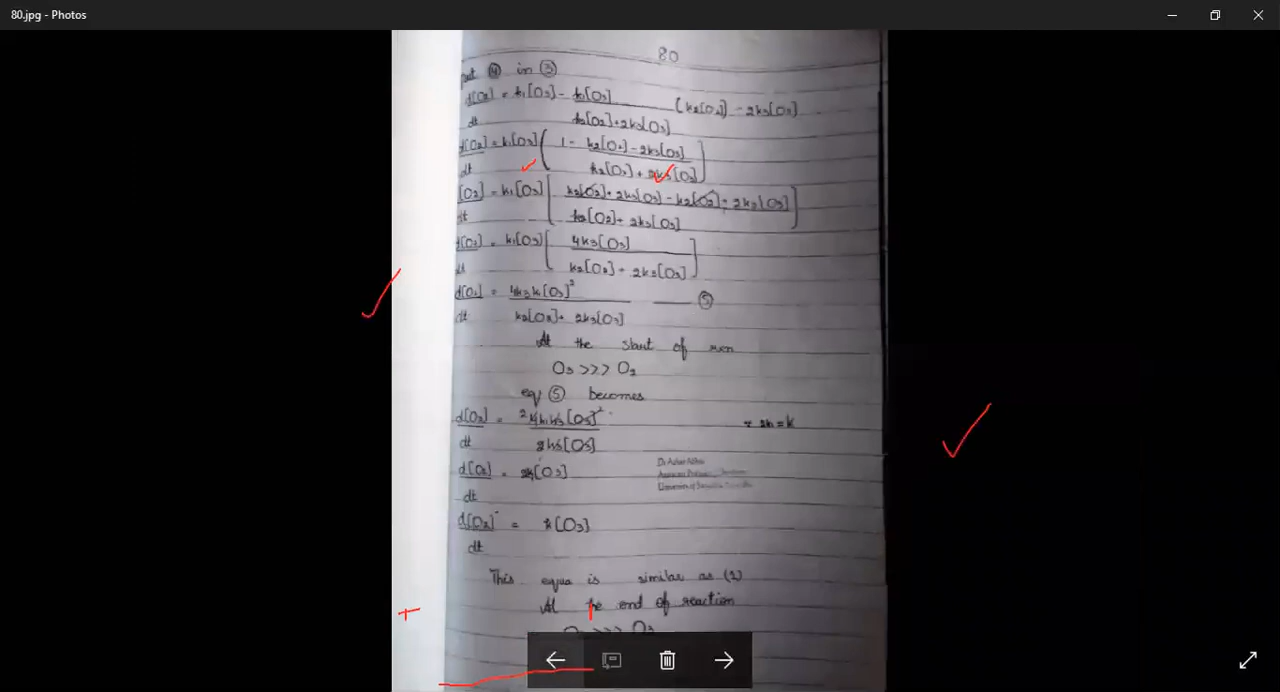 80.jpg - Photos
80
put ④ in ③
d[O₂] = k₁[O₃] - k₁[O₃] (k₂[O₂] - 2k₃[O₃]
dt k₂[O₂]+2k₃[O₃]
d[O₂] = k₁[O₃] ( 1 - k₂[O₂] - 2k₃[O₃] ]
dt k₂[O₂] + 2k₃[O₃]
[O₂] = k₁[O₃] [ k₂[O₂] + 2k₃[O₃] - k₂[O₂] + 2k₃[O₃] ]
dt k₂[O₂] + 2k₃[O₃]
d[O₂] = k₁[O₃] [ 4k₃[O₃] ]
dt k₂[O₂] + 2k₃[O₃]
d[O₂] = 4k₃k₁[O₃]² ⑤
dt k₂[O₂] + 2k₃[O₃]
At the start of rxn
O₃ >>> O₂
eq ⑤ becomes
d[O₂] = 4k₁k₃[O₃]²
dt 2k₃[O₃]
d[O₂] = 2k₁[O₃]
dt
d[O₂] = k[O₃]
dt
This equa is similar as (1)
At the end of reaction